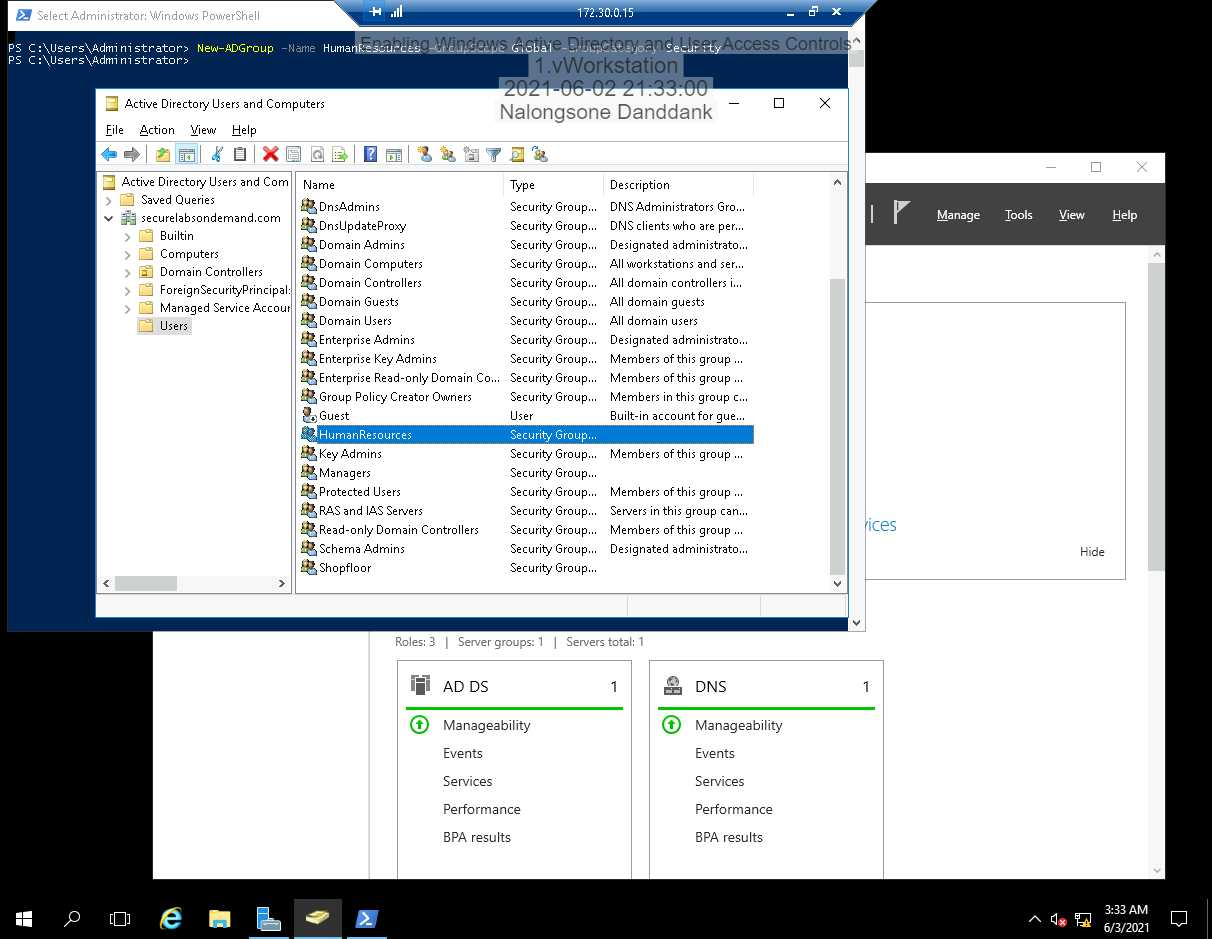 Select Administrator: Windows PowerShell
172.30.0.15
PS C:\Users\Administrator> New-ADGroup -Name HumanResources -GroupScope Global -GroupCategory Security
PS C:\Users\Administrator>
Enabling Windows Active Directory and User Access Controls
1.vWorkstation
2021-06-02 21:33:00
Nalongsone Danddank
Active Directory Users and Computers
File Action View Help
Active Directory Users and Com
Saved Queries
securelabsondemand.com
Builtin
Computers
Domain Controllers
ForeignSecurityPrincipals
Managed Service Accour
Users
Name Type Description
DnsAdmins Security Group... DNS Administrators Gro...
DnsUpdateProxy Security Group... DNS clients who are per...
Domain Admins Security Group... Designated administrato...
Domain Computers Security Group... All workstations and ser...
Domain Controllers Security Group... All domain controllers i...
Domain Guests Security Group... All domain guests
Domain Users Security Group... All domain users
Enterprise Admins Security Group... Designated administrato...
Enterprise Key Admins Security Group... Members of this group ...
Enterprise Read-only Domain Co... Security Group... Members of this group ...
Group Policy Creator Owners Security Group... Members in this group c...
Guest User Built-in account for gue...
HumanResources Security Group...
Key Admins Security Group... Members of this group ...
Managers Security Group...
Protected Users Security Group... Members of this group ...
RAS and IAS Servers Security Group... Servers in this group can...
Read-only Domain Controllers Security Group... Members of this group ...
Schema Admins Security Group... Designated administrato...
Shopfloor Security Group...
Manage Tools View Help
vices
Hide
Roles: 3 | Server groups: 1 | Servers total: 1
AD DS 1
Manageability
Events
Services
Performance
BPA results
DNS 1
Manageability
Events
Services
Performance
BPA results
3:33 AM
6/3/2021